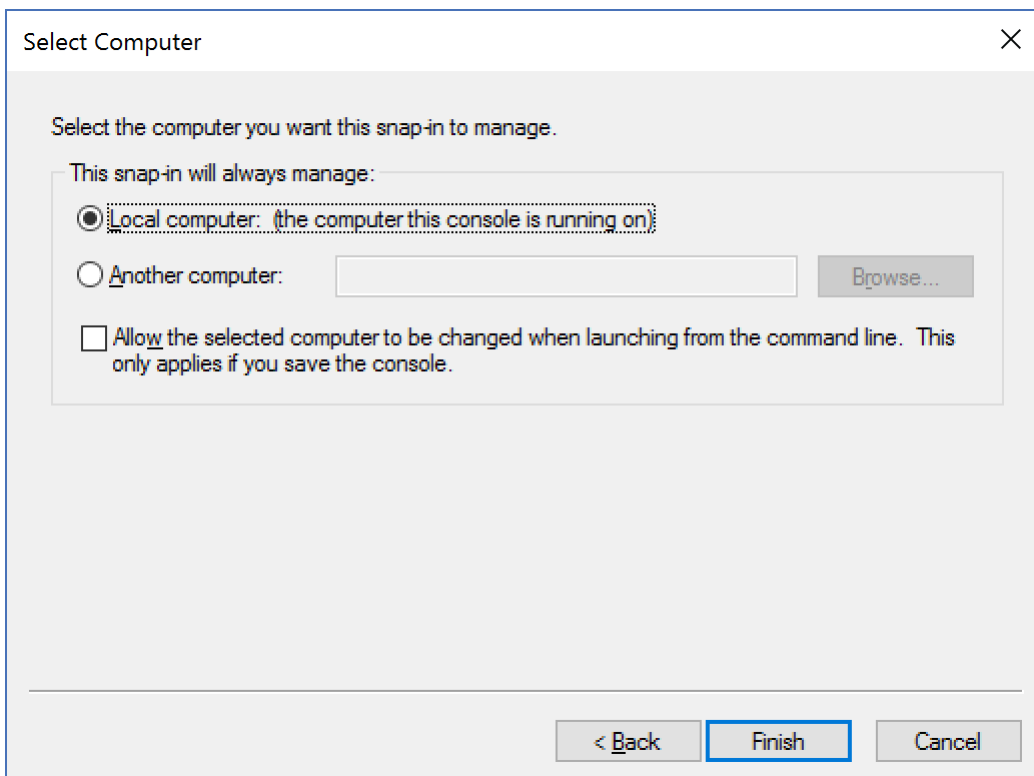 Select Computer
Select the computer you want this snap-in to manage.
This snap-in will always manage:
Local computer:  (the computer this console is running on)
Another computer:
Browse...
Allow the selected computer to be changed when launching from the command line.  This
only applies if you save the console.
< Back
Finish
Cancel